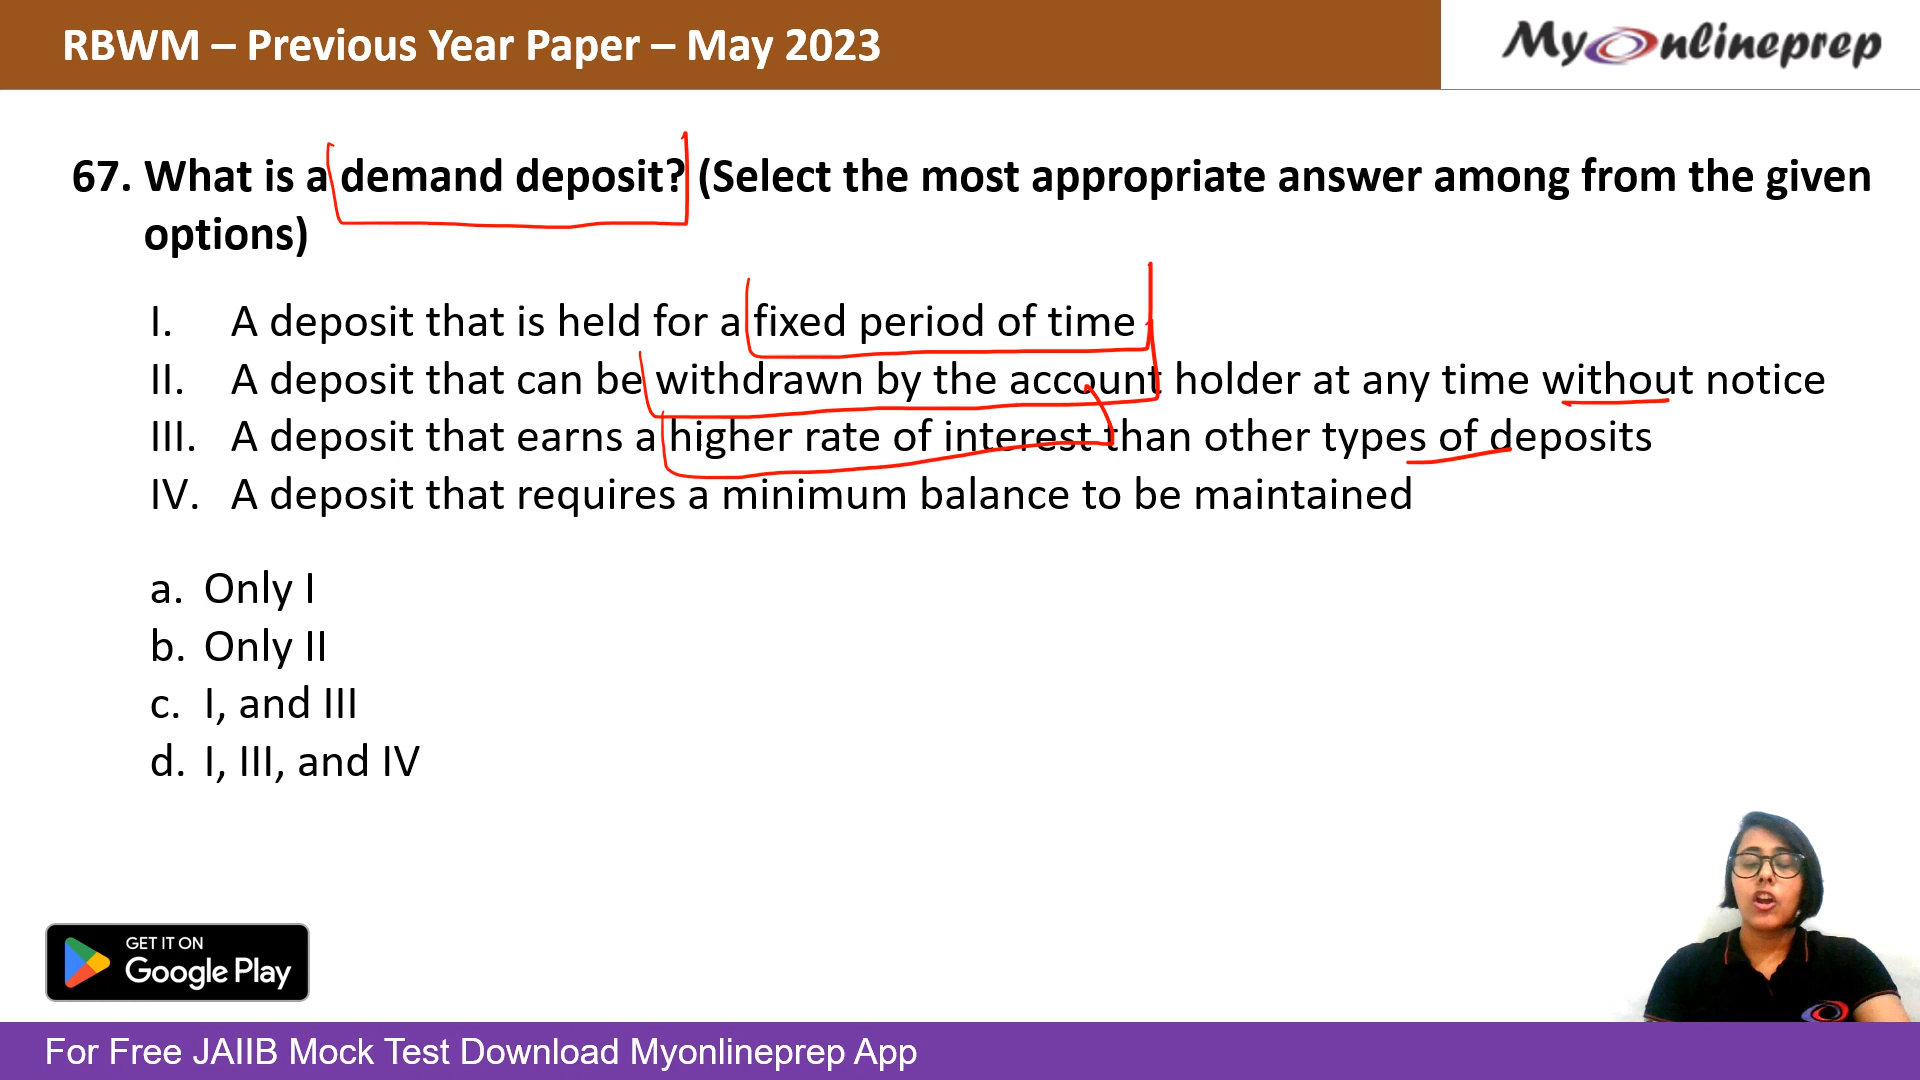 RBWM – Previous Year Paper – May 2023
MyOnlineprep
67. What is a demand deposit? (Select the most appropriate answer among from the given
options)
I. A deposit that is held for a fixed period of time
II. A deposit that can be withdrawn by the account holder at any time without notice
III. A deposit that earns a higher rate of interest than other types of deposits
IV. A deposit that requires a minimum balance to be maintained
a. Only I
b. Only II
c. I, and III
d. I, III, and IV
GET IT ON
Google Play
For Free JAIIB Mock Test Download Myonlineprep App